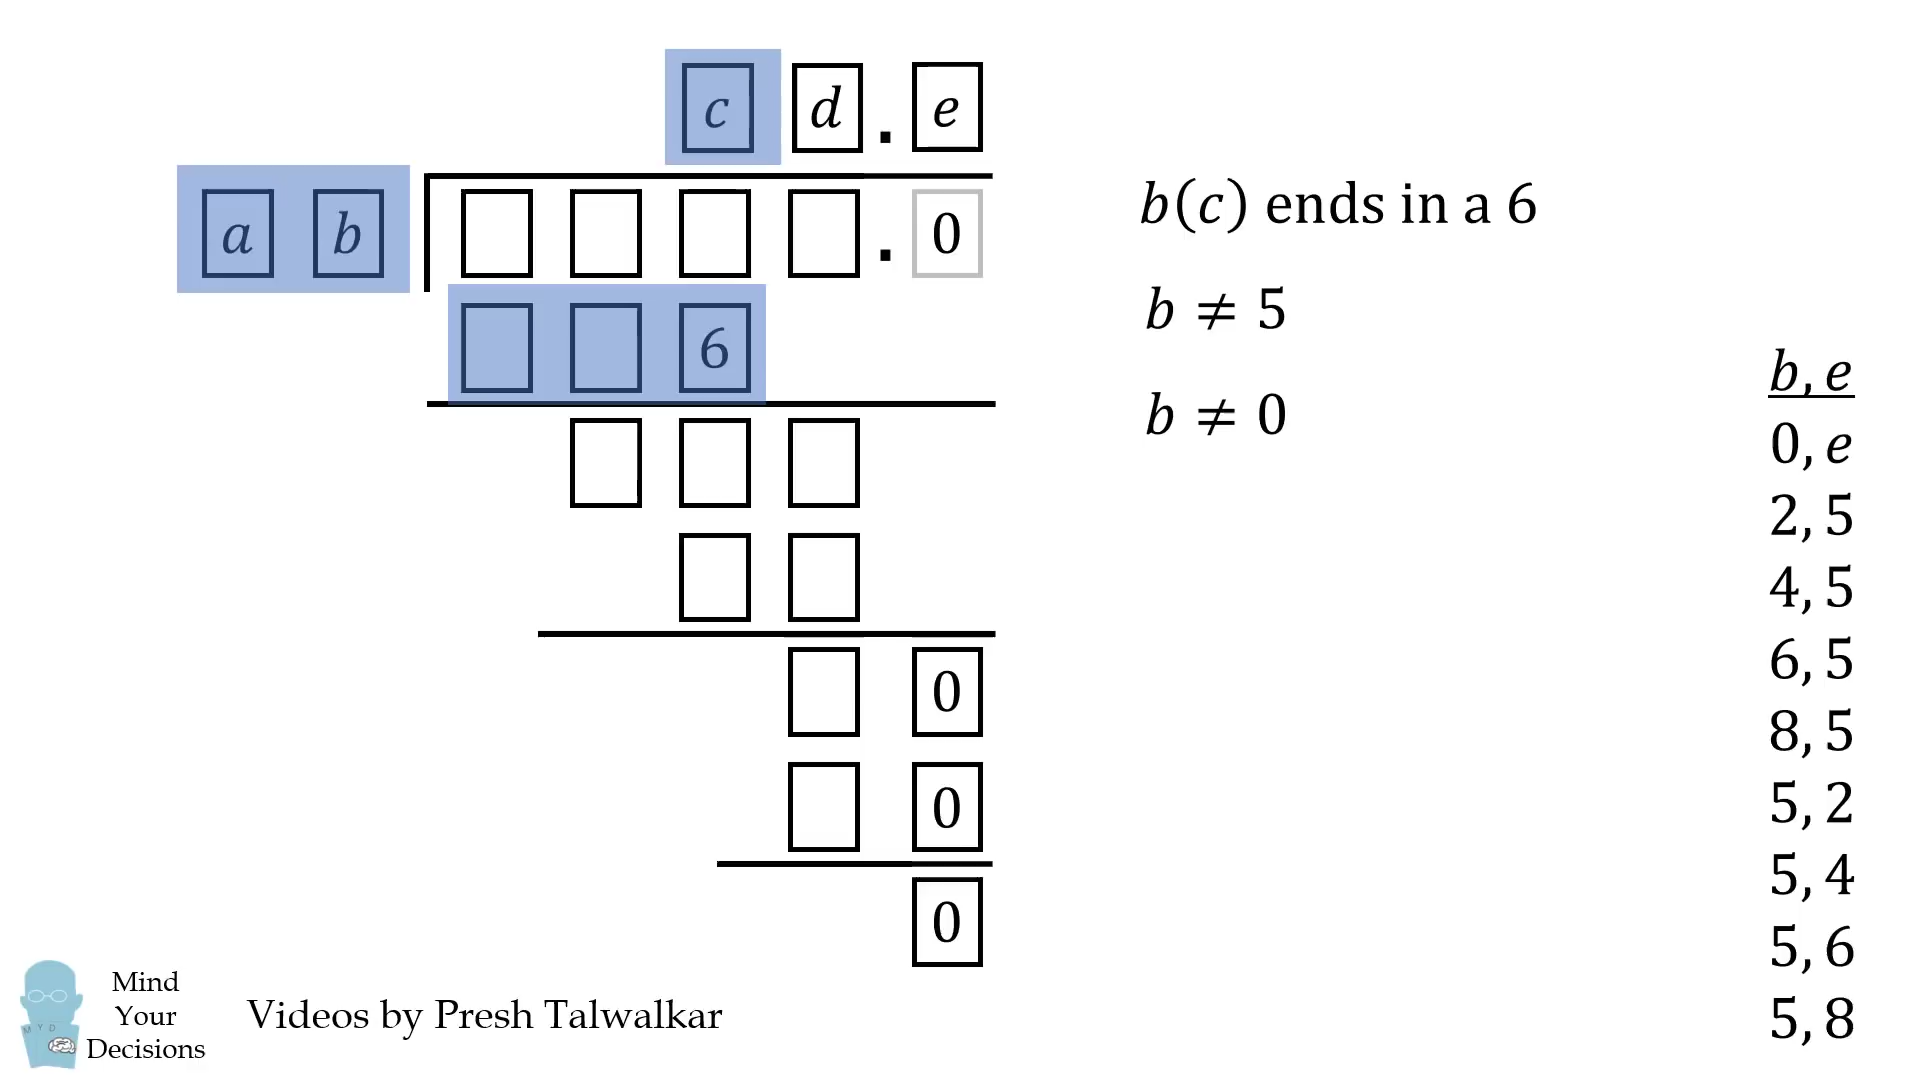 c d . e
a b . 0
6
0
0
0
b(c) ends in a 6
b ≠ 5
b ≠ 0
b, e
0, e
2, 5
4, 5
6, 5
8, 5
5, 2
5, 4
5, 6
5, 8
M Y D
Mind
Your
Decisions
Videos by Presh Talwalkar